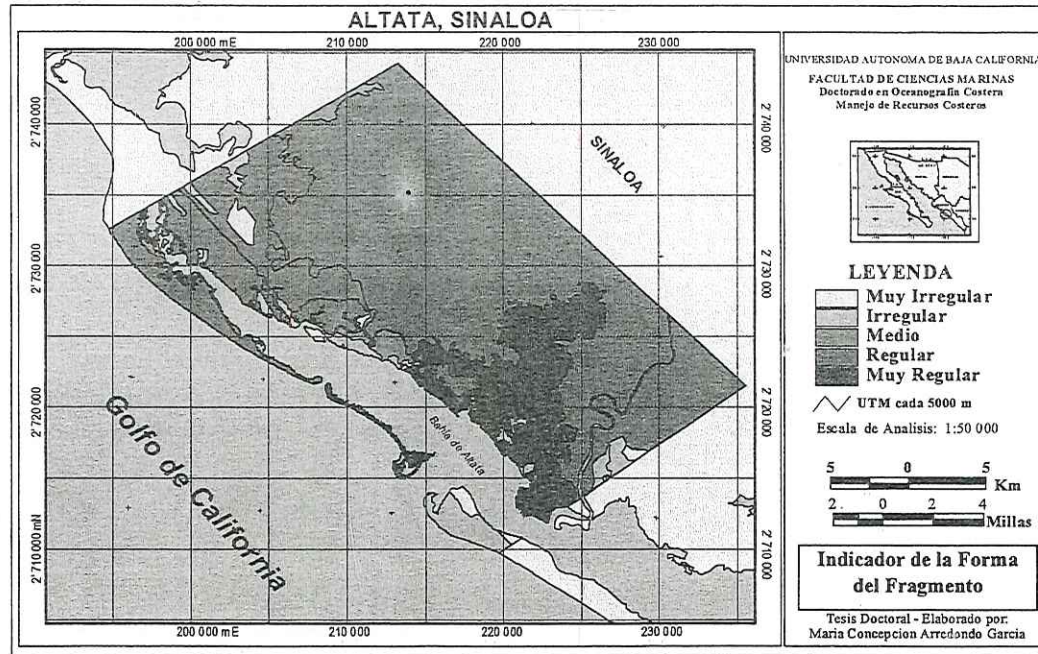 ALTATA, SINALOA
200 000 mE
210 000
220 000
230 000
2'740 000
2'740 000
SINALOA
2'730 000
2'730 000
2'720 000
2'720 000
Bahia de Altata
Golfo de California
2'710 000 mN
2'710 000
200 000 mE
210 000
220 000
230 000
UNIVERSIDAD AUTONOMA DE BAJA CALIFORNIA
FACULTAD DE CIENCIAS MARINAS
Doctorado en Oceanografia Costera
Manejo de Recursos Costeros
LEYENDA
Muy Irregular
Irregular
Medio
Regular
Muy Regular
UTM cada 5000 m
Escala de Analisis: 1:50 000
5 0 5
Km
2 0 2 4
Millas
Indicador de la Forma
del Fragmento
Tesis Doctoral - Elaborado por:
Maria Concepcion Arredondo Garcia